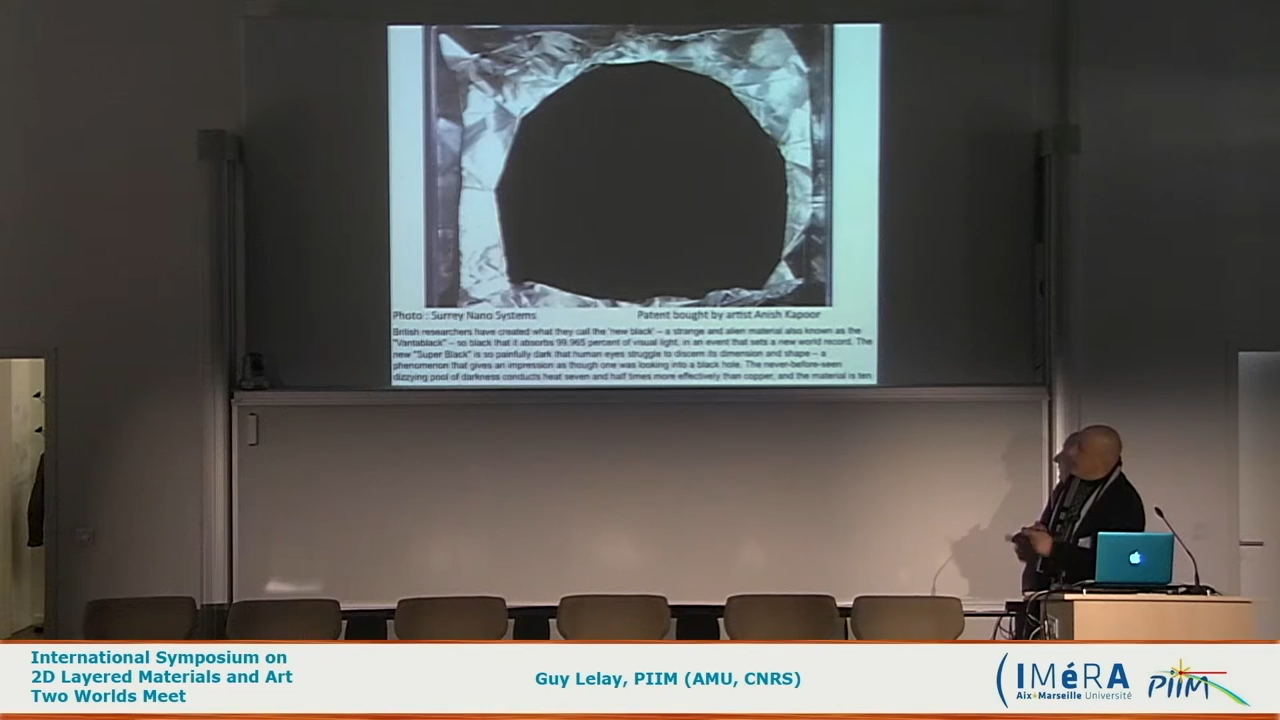 Photo : Surrey Nano Systems
Patent bought by artist Anish Kapoor
British researchers have created what they call the 'new black' – a strange and alien material also known as the
"Vantablack" – so black that it absorbs 99.965 percent of visual light, in an event that sets a new world record. The
new "Super Black" is so painfully dark that human eyes struggle to discern its dimension and shape – a
phenomenon that gives an impression as though one was looking into a black hole. The never-before-seen
dizzying pool of darkness conducts heat seven and half times more effectively than copper, and the material is ten
International Symposium on
2D Layered Materials and Art
Two Worlds Meet
Guy Lelay, PIIM (AMU, CNRS)
IMéRA
Aix*Marseille Université
PIIM